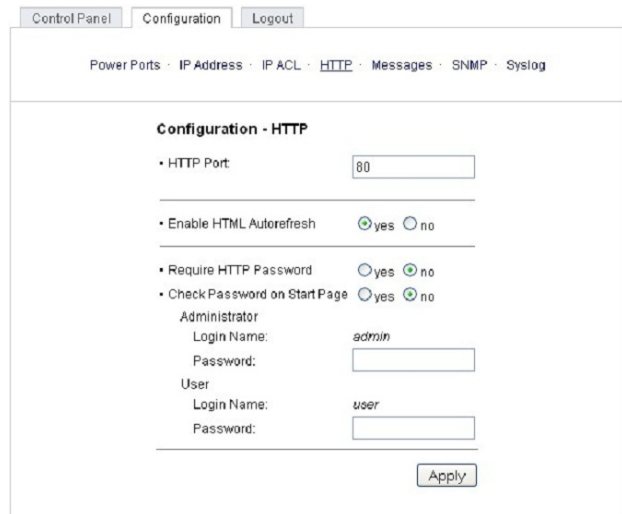 Control Panel Configuration Logout
Power Ports · IP Address · IP ACL · HTTP · Messages · SNMP · Syslog
Configuration - HTTP
• HTTP Port: 80
• Enable HTML Autorefresh yes no
• Require HTTP Password yes no
• Check Password on Start Page yes no
Administrator
Login Name: admin
Password:
User
Login Name: user
Password:
Apply